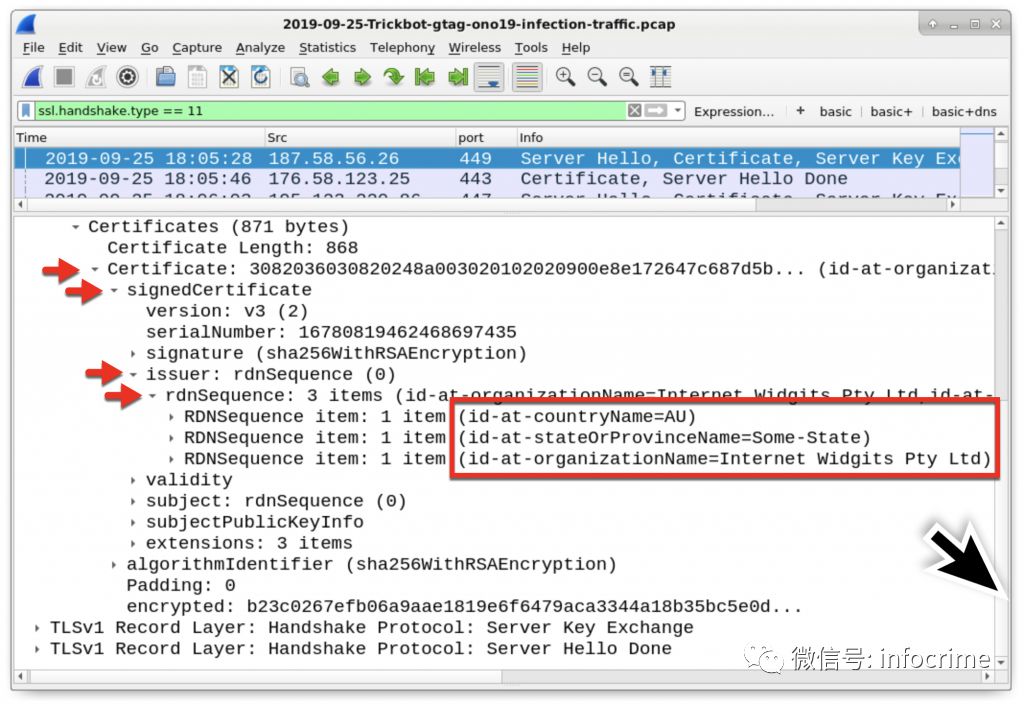 2019-09-25-Trickbot-gtag-ono19-infection-traffic.pcap
File Edit View Go Capture Analyze Statistics Telephony Wireless Tools Help
ssl.handshake.type == 11 Expression... + basic basic+ basic+dns
Time Src port Info
2019-09-25 18:05:28 187.58.56.26 449 Server Hello, Certificate, Server Key Ex
2019-09-25 18:05:46 176.58.123.25 443 Certificate, Server Hello Done
Certificates (871 bytes)
Certificate Length: 868
Certificate: 3082036030820248a003020102020900e8e172647c687d5b... (id-at-organizat
signedCertificate
version: v3 (2)
serialNumber: 16780819462468697435
signature (sha256WithRSAEncryption)
issuer: rdnSequence (0)
rdnSequence: 3 items (id-at-organizationName=Internet Widgits Pty Ltd,id-at-
RDNSequence item: 1 item (id-at-countryName=AU)
RDNSequence item: 1 item (id-at-stateOrProvinceName=Some-State)
RDNSequence item: 1 item (id-at-organizationName=Internet Widgits Pty Ltd)
validity
subject: rdnSequence (0)
subjectPublicKeyInfo
extensions: 3 items
algorithmIdentifier (sha256WithRSAEncryption)
Padding: 0
encrypted: b23c0267efb06a9aae1819e6f6479aca3344a18b35bc5e0d...
TLSv1 Record Layer: Handshake Protocol: Server Key Exchange
TLSv1 Record Layer: Handshake Protocol: Server Hello Done
微信号: infocrime